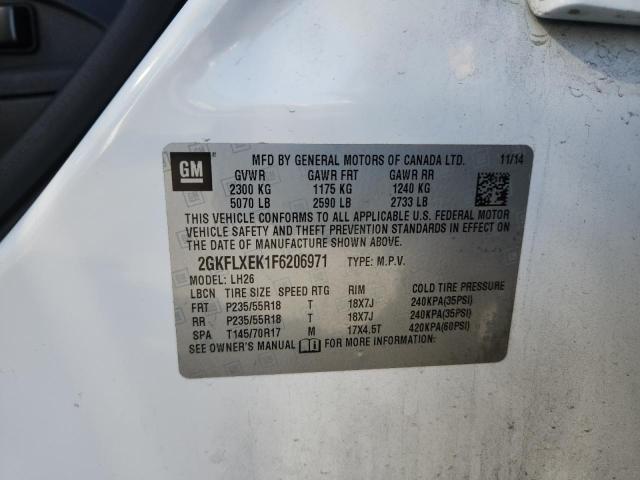 GM MFD BY GENERAL MOTORS OF CANADA LTD. 11/14
GVWR GAWR FRT GAWR RR
2300 KG 1175 KG 1240 KG
5070 LB 2590 LB 2733 LB
THIS VEHICLE CONFORMS TO ALL APPLICABLE U.S. FEDERAL MOTOR
VEHICLE SAFETY AND THEFT PREVENTION STANDARDS IN EFFECT ON
THE DATE OF MANUFACTURE SHOWN ABOVE.
2GKFLXEK1F6206971 TYPE: M.P.V.
MODEL: LH26
LBCN TIRE SIZE SPEED RTG RIM COLD TIRE PRESSURE
FRT P235/55R18 T 18X7J 240KPA(35PSI)
RR P235/55R18 T 18X7J 240KPA(35PSI)
SPA T145/70R17 M 17X4.5T 420KPA(60PSI)
SEE OWNER'S MANUAL FOR MORE INFORMATION.